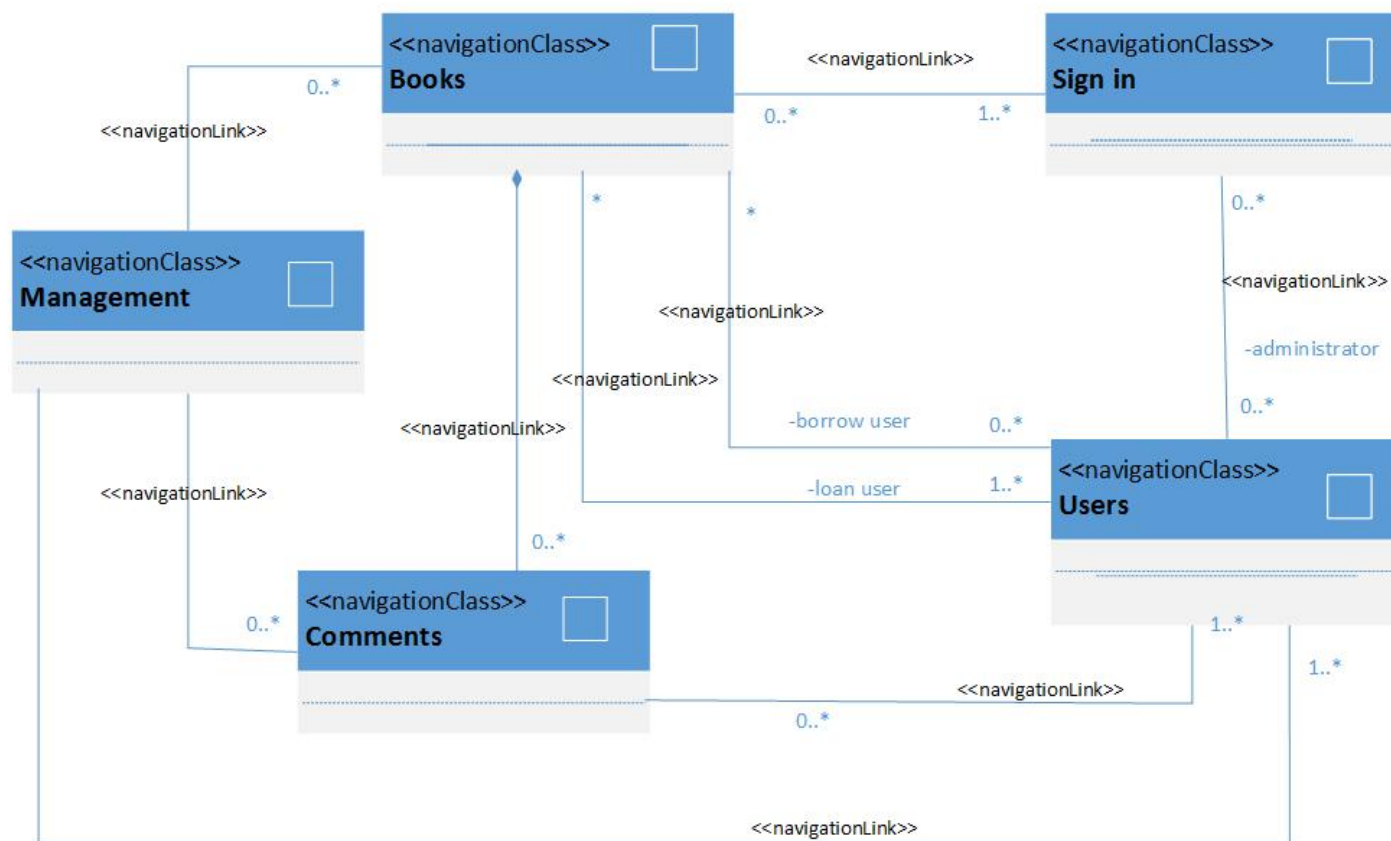 <<navigationClass>>
Books
<<navigationLink>>
<<navigationClass>>
Sign in
0..*
0..*
1..*
<<navigationLink>>
*
*
0..*
<<navigationClass>>
Management
<<navigationLink>>
<<navigationLink>>
-administrator
<<navigationLink>>
0..*
-borrow user
0..*
<<navigationLink>>
<<navigationClass>>
Users
-loan user
1..*
<<navigationLink>>
0..*
<<navigationClass>>
Comments
0..*
1..*
1..*
<<navigationLink>>
0..*
<<navigationLink>>